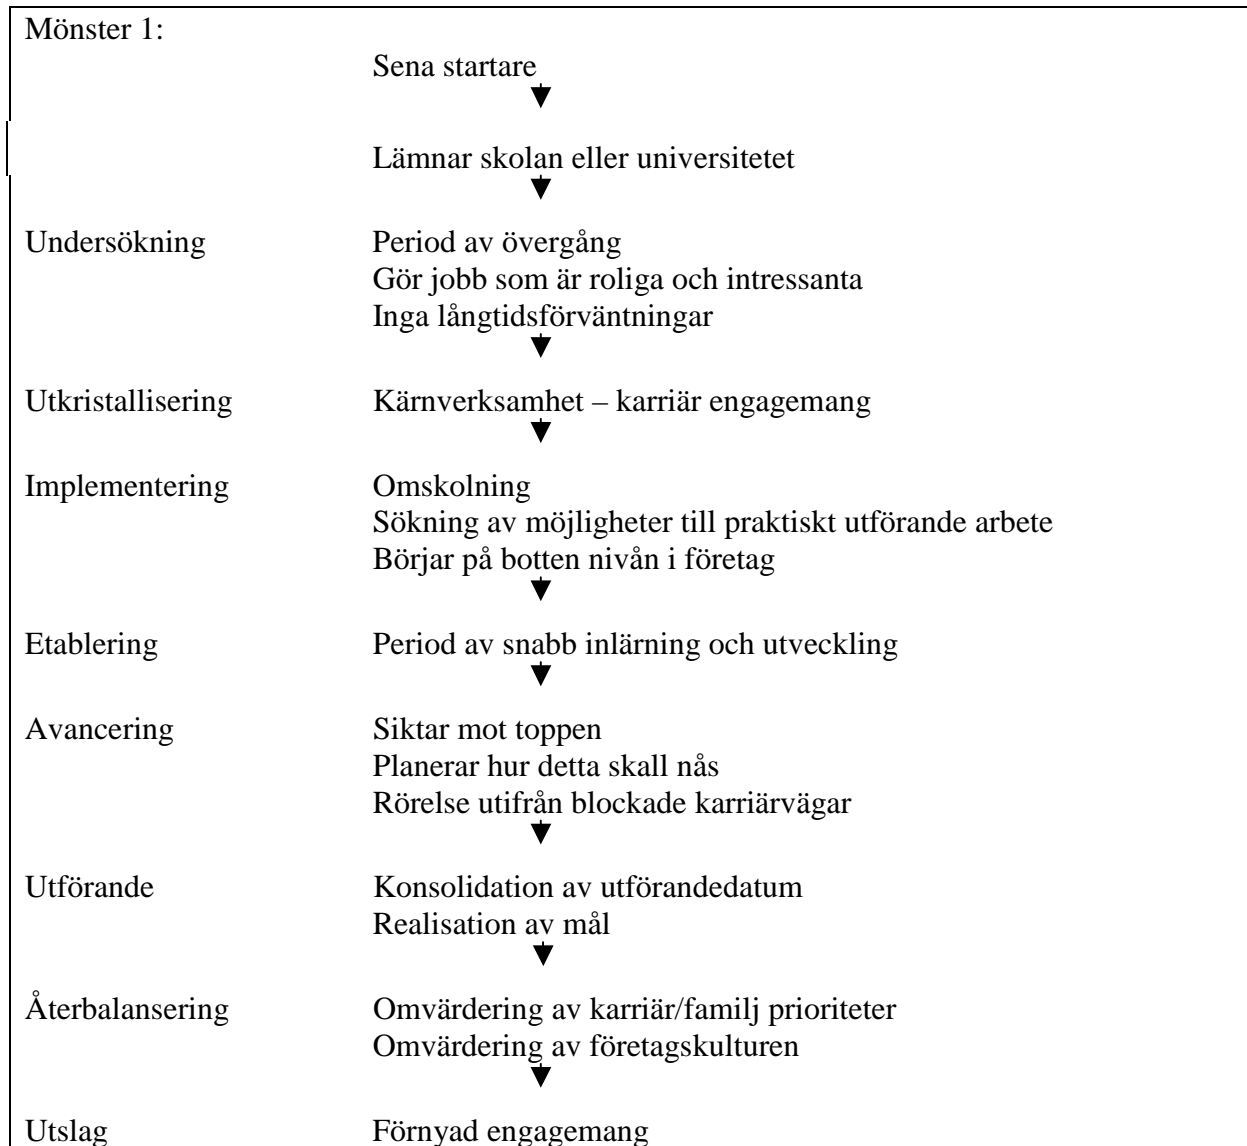 Mönster 1:
Sena startare
Lämnar skolan eller universitetet
Undersökning Period av övergång
Gör jobb som är roliga och intressanta
Inga långtidsförväntningar
Utkristallisering Kärnverksamhet – karriär engagemang
Implementering Omskolning
Sökning av möjligheter till praktiskt utförande arbete
Börjar på botten nivån i företag
Etablering Period av snabb inlärning och utveckling
Avancering Siktar mot toppen
Planerar hur detta skall nås
Rörelse utifrån blockade karriärvägar
Utförande Konsolidation av utförandedatum
Realisation av mål
Återbalansering Omvärdering av karriär/familj prioriteter
Omvärdering av företagskulturen
Utslag Förnyad engagemang